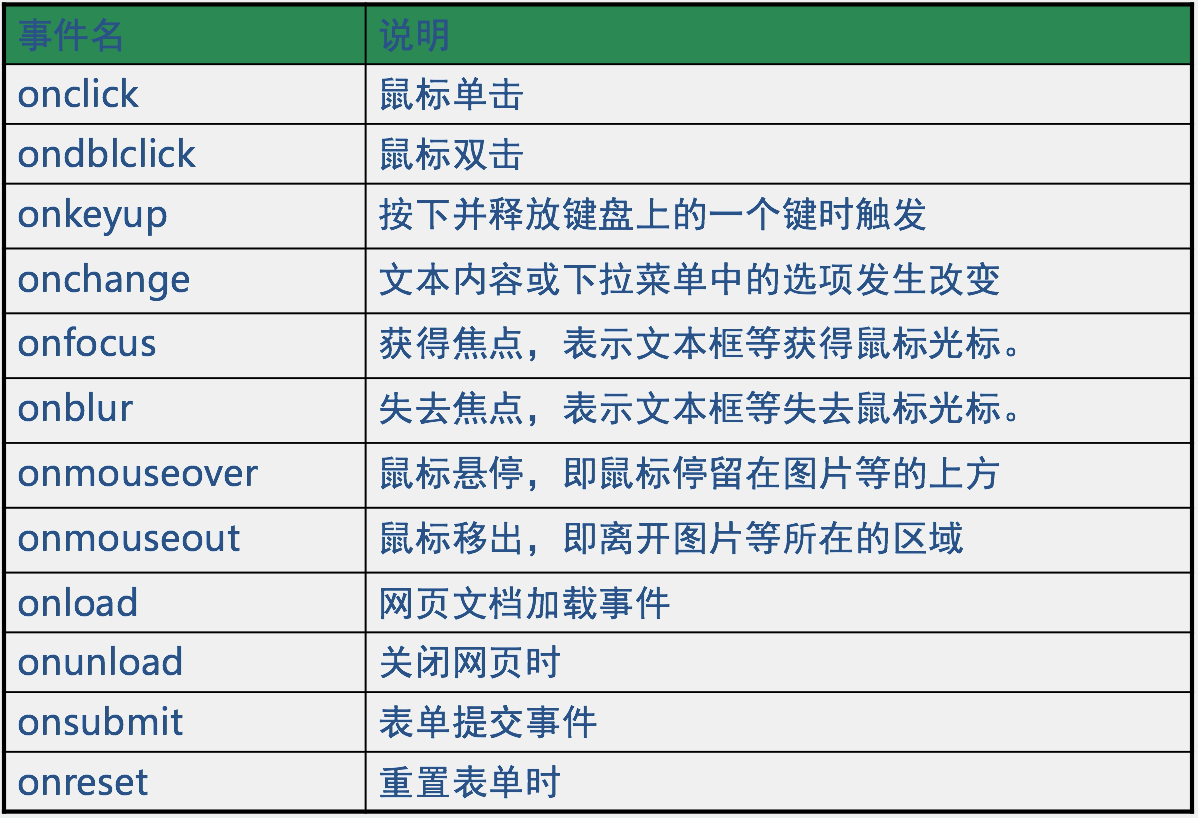 事件名 说明
onclick 鼠标单击
ondblclick 鼠标双击
onkeyup 按下并释放键盘上的一个键时触发
onchange 文本内容或下拉菜单中的选项发生改变
onfocus 获得焦点，表示文本框等获得鼠标光标。
onblur 失去焦点，表示文本框等失去鼠标光标。
onmouseover 鼠标悬停，即鼠标停留在图片等的上方
onmouseout 鼠标移出，即离开图片等所在的区域
onload 网页文档加载事件
onunload 关闭网页时
onsubmit 表单提交事件
onreset 重置表单时